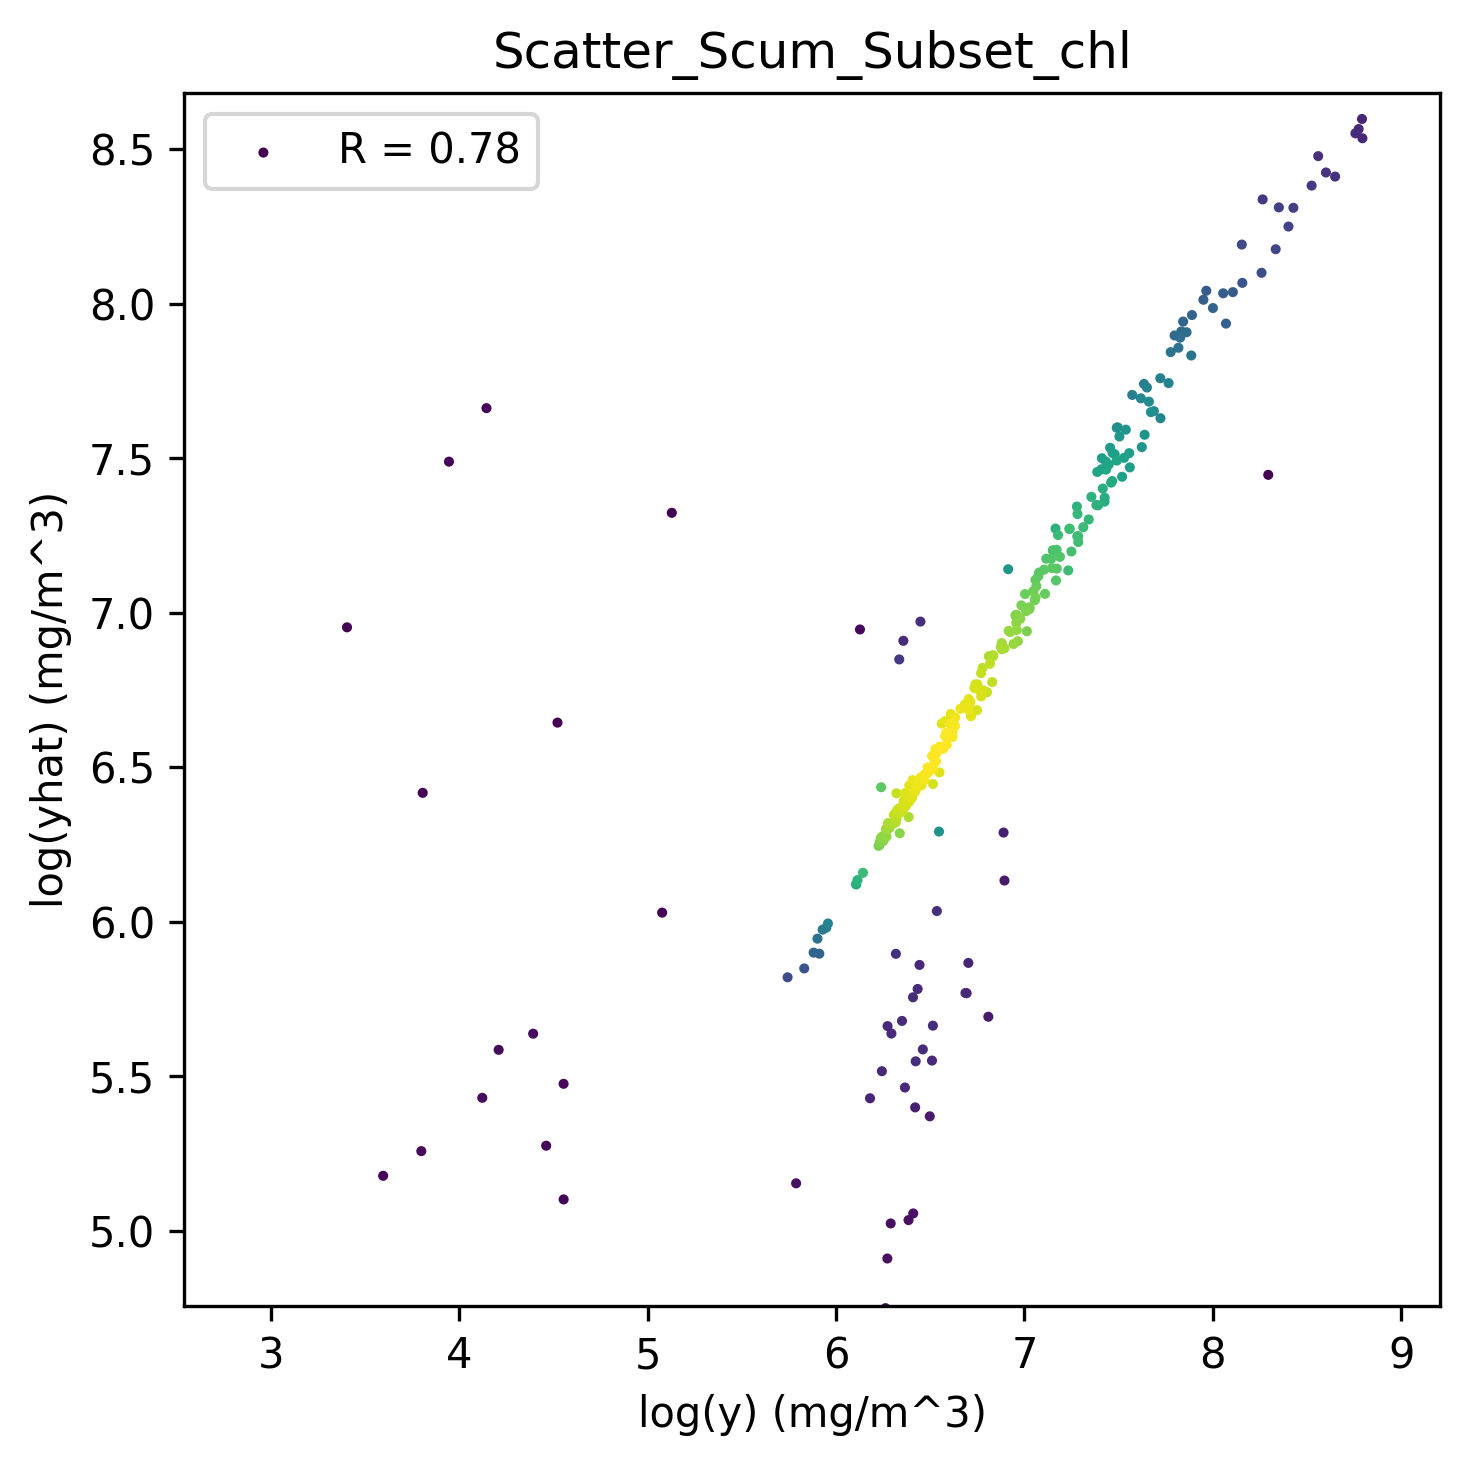 Scatter_Scum_Subset_chl
R = 0.78
8.5
8.0
7.5
7.0
6.5
6.0
5.5
5.0
log(yhat) (mg/m^3)
3 4 5 6 7 8 9
log(y) (mg/m^3)